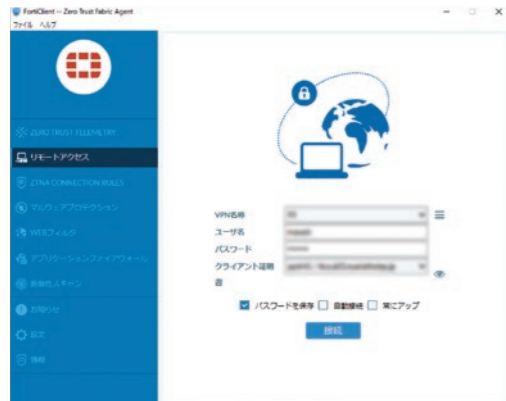 FortiClient -- Zero Trust Fabric Agent
ファイル ヘルプ
ZERO TRUST TELEMETRY
リモートアクセス
ZTNA CONNECTION RULES
マルウェアプロテクション
WEBフィルタ
アプリケーションファイアウォール
脆弱性スキャン
お知らせ
設定
情報
VPN名称
ユーザ名
パスワード
クライアント証明
書
パスワードを保存 自動接続 常にアップ
接続